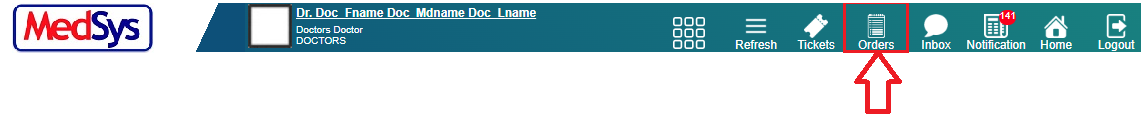 MedSys
Dr. Doc_Fname Doc_Mdname Doc_Lname
Doctors Doctor
DOCTORS
141
Refresh Tickets Orders Inbox Notification Home Logout